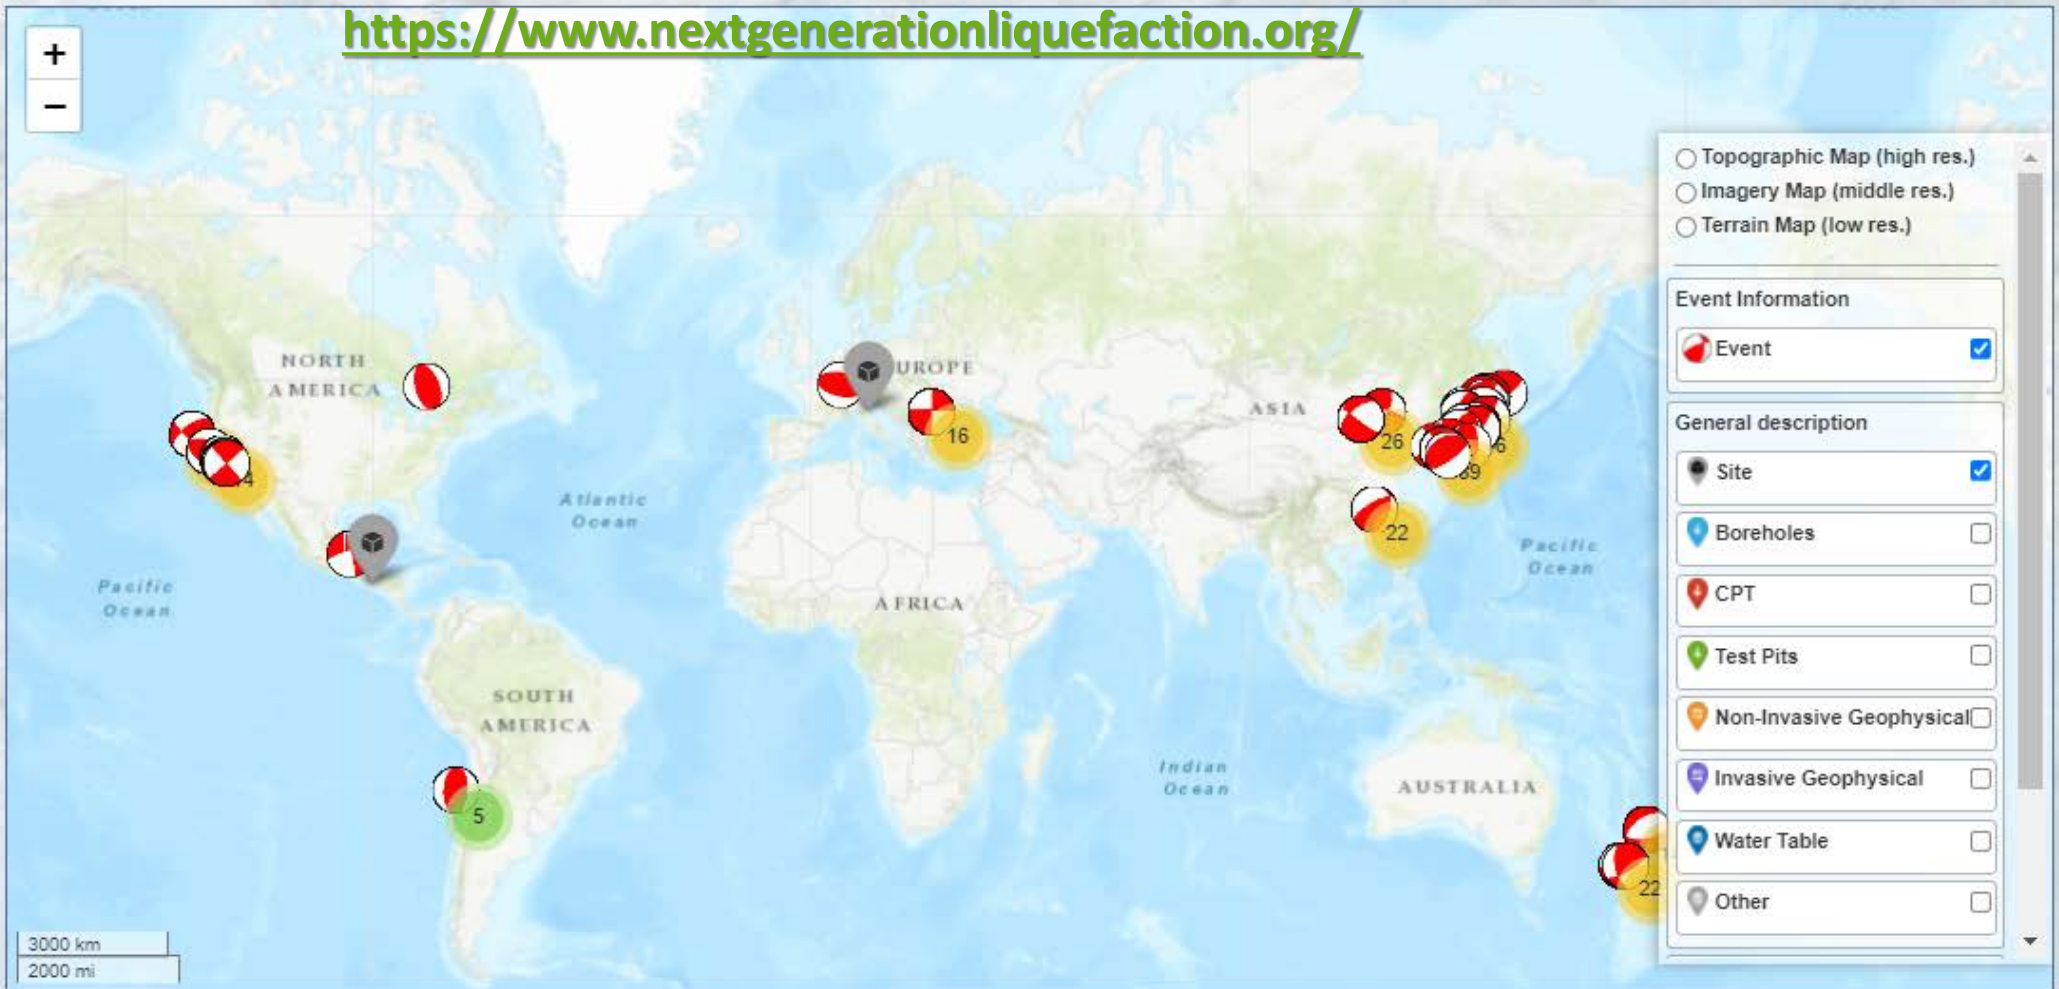 https://www.nextgenerationliquefaction.org/
+
−
Topographic Map (high res.)
Imagery Map (middle res.)
Terrain Map (low res.)
Event Information
Event
General description
Site
Boreholes
CPT
Test Pits
Non-Invasive Geophysical
Invasive Geophysical
Water Table
Other
NORTH
AMERICA
UROPE
ASIA
16
26
6
39
4
22
Atlantic
Ocean
Pacific
Ocean
Pacific
Ocean
AFRICA
SOUTH
AMERICA
Indian
Ocean
AUSTRALIA
5
22
3000 km
2000 mi